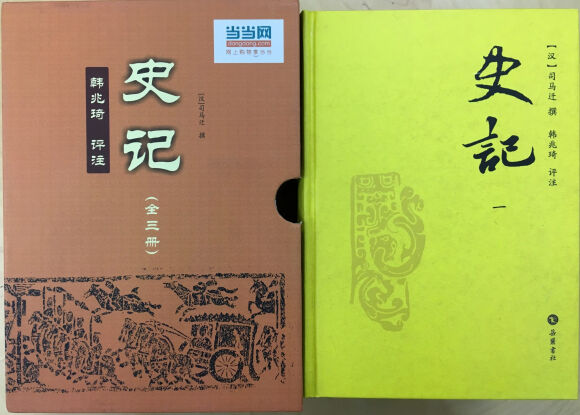 当当网
dangdang.com
网上购物享当当
史记
[汉]司马迁 撰
韩兆琦 评注
(全三册)
史記
[汉]司马迁 撰 韩兆琦 评注
一
岳麓书社